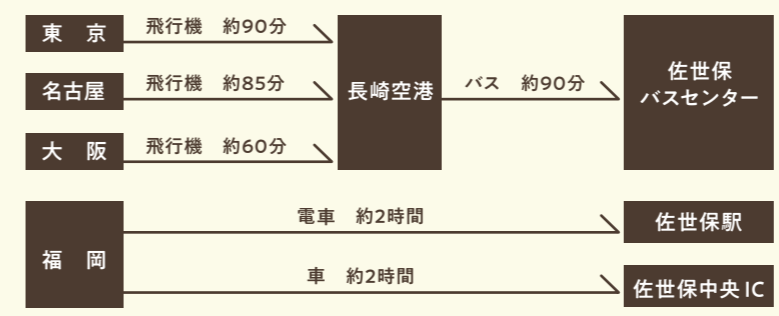 東 京
飛行機 約90分
名古屋
飛行機 約85分
大 阪
飛行機 約60分
長崎空港
バス 約90分
佐世保
バスセンター
福 岡
電車 約2時間
佐世保駅
車 約2時間
佐世保中央IC